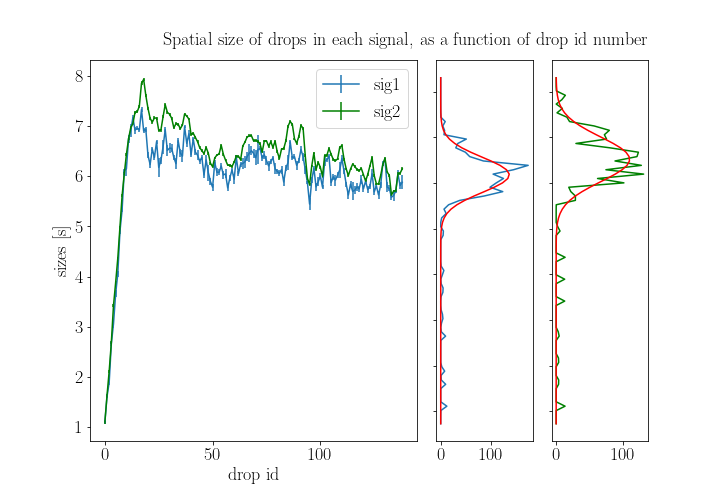 Spatial size of drops in each signal, as a function of drop id number
sig1
sig2
sizes [s]
8
7
6
5
4
3
2
1
0 50 100
0 100
0 100
drop id